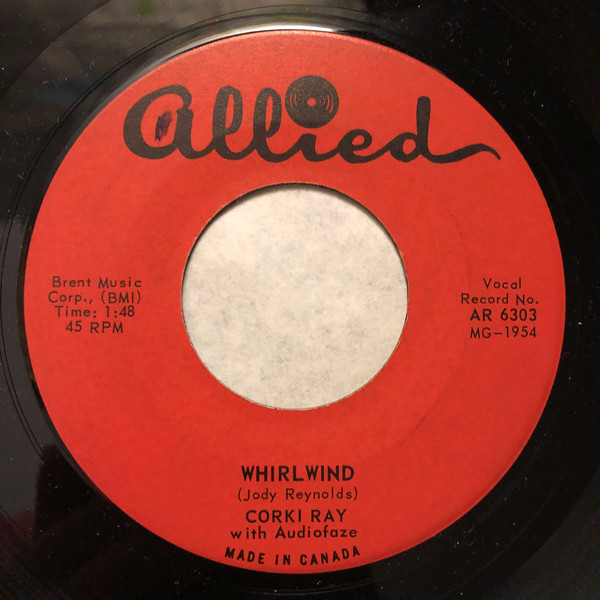 Allied
Brent Music
Corp., (BMI)
Time: 1:48
45 RPM
Vocal
Record No.
AR 6303
MG-1954
WHIRLWIND
(Jody Reynolds)
CORKI RAY
with Audiofaze
MADE IN CANADA